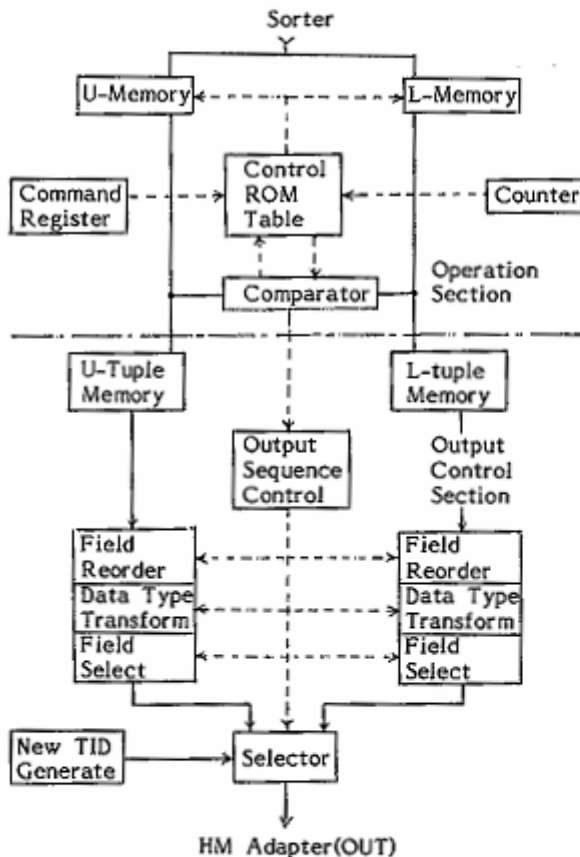 Sorter
U-Memory
L-Memory
Control
ROM
Table
Command
Register
Counter
Comparator
Operation
Section
U-Tuple
Memory
L-tuple
Memory
Output
Sequence
Control
Output
Control
Section
Field
Reorder
Data Type
Transform
Field
Select
Field
Reorder
Data Type
Transform
Field
Select
New TID
Generate
Selector
HM Adapter(OUT)